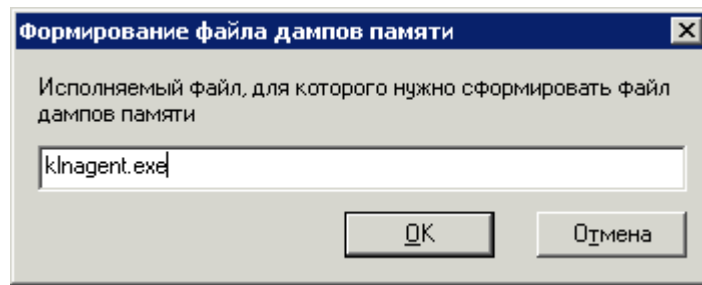 Формирование файла дампов памяти
Исполняемый файл, для которого нужно сформировать файл
дампов памяти
klnagent.exe
OK
Отмена